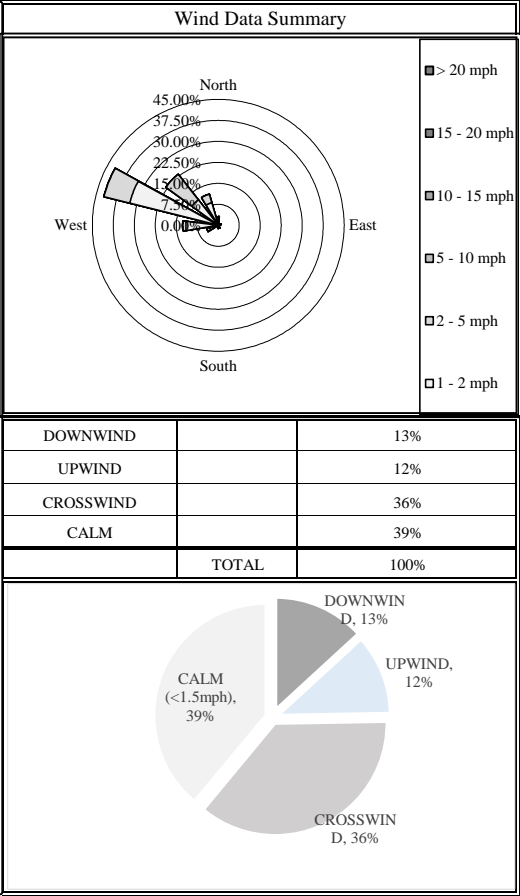 Wind Data Summary
North
45.00%
37.50%
30.00%
22.50%
15.00%
7.50%
0.00%
West
East
South
> 20 mph
15 - 20 mph
10 - 15 mph
5 - 10 mph
2 - 5 mph
1 - 2 mph
DOWNWIND 13%
UPWIND 12%
CROSSWIND 36%
CALM 39%
TOTAL 100%
DOWNWIN
D, 13%
UPWIND,
12%
CALM
(<1.5mph),
39%
CROSSWIN
D, 36%